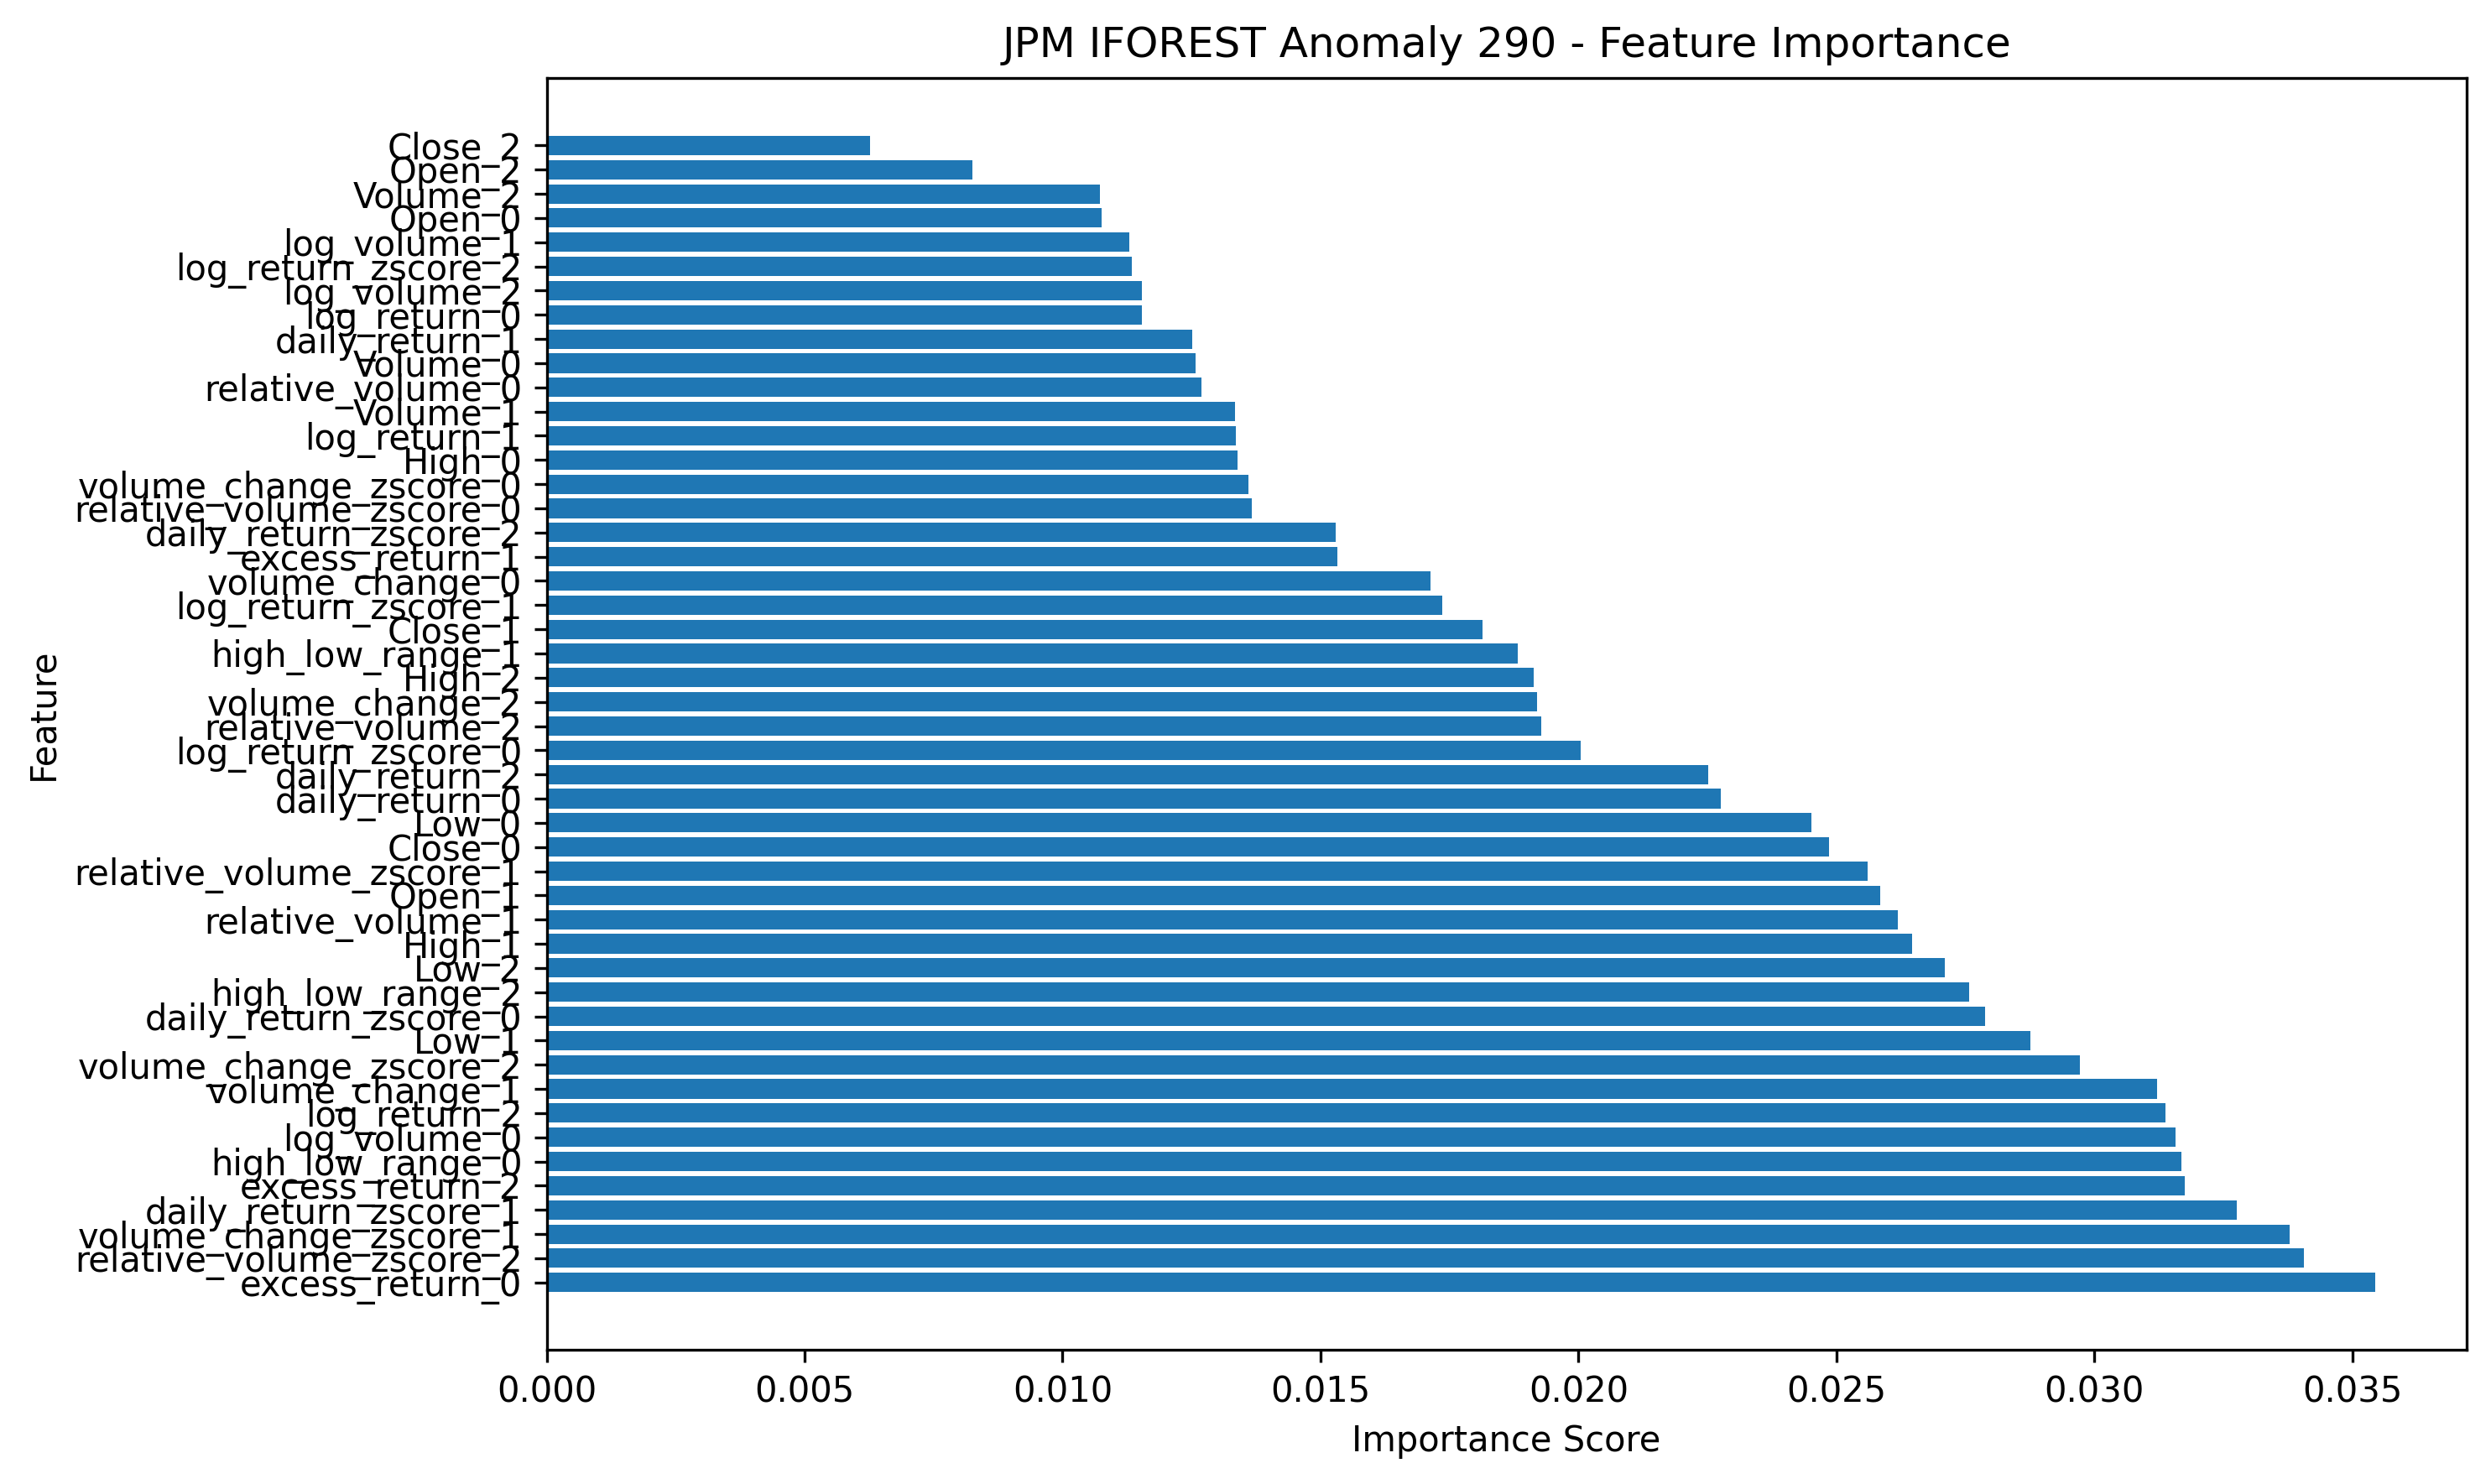 JPM IFOREST Anomaly 290 - Feature Importance
Close_2
Open_2
Volume_2
Open_0
log_volume_1
log_return_zscore_2
log_volume_2
log_return_0
daily_return_1
Volume_0
relative_volume_0
Volume_1
log_return_1
High_0
volume_change_zscore_0
relative_volume_zscore_0
daily_return_zscore_2
excess_return_1
volume_change_0
log_return_zscore_1
Close_1
high_low_range_1
High_2
volume_change_2
relative_volume_2
log_return_zscore_0
daily_return_2
daily_return_0
Low_0
Close_0
relative_volume_zscore_1
Open_1
relative_volume_1
High_1
Low_2
high_low_range_2
daily_return_zscore_0
Low_1
volume_change_zscore_2
volume_change_1
log_return_2
log_volume_0
high_low_range_0
excess_return_2
daily_return_zscore_1
volume_change_zscore_1
relative_volume_zscore_2
excess_return_0
Feature
0.000 0.005 0.010 0.015 0.020 0.025 0.030 0.035
Importance Score